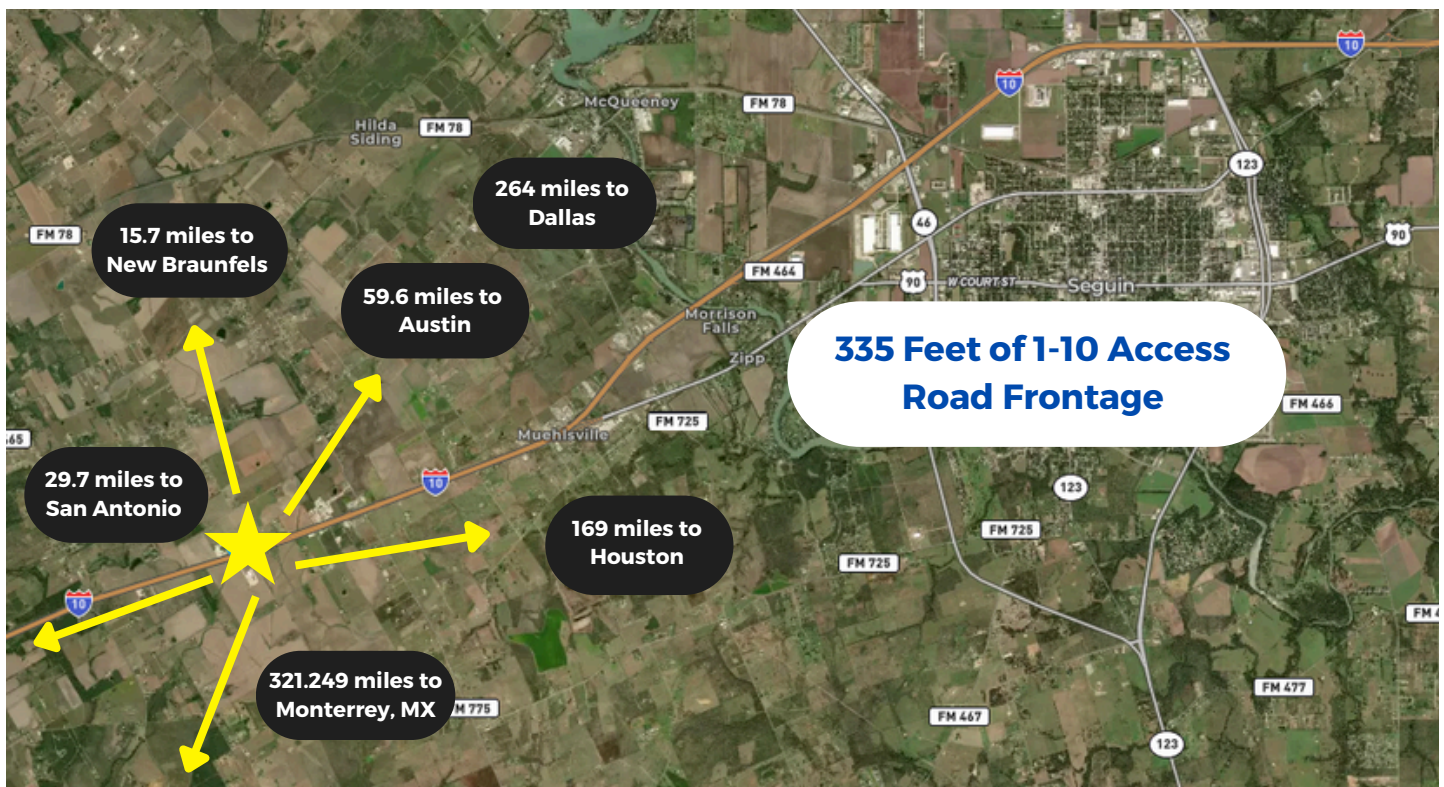 10
10
McQueeney
FM 78
Hilda
Siding
FM 78
123
264 miles to
Dallas
46
15.7 miles to
New Braunfels
FM 78
90
FM 464
90
W COURT ST
Seguin
59.6 miles to
Austin
Morrison
Falls
Zipp
335 Feet of 1-10 Access
Road Frontage
FM 466
FM 725
Muehlsville
465
10
29.7 miles to
San Antonio
123
169 miles to
Houston
FM 725
FM 725
10
FM 4
321.249 miles to
Monterrey, MX
M 775
FM 477
FM 467
123